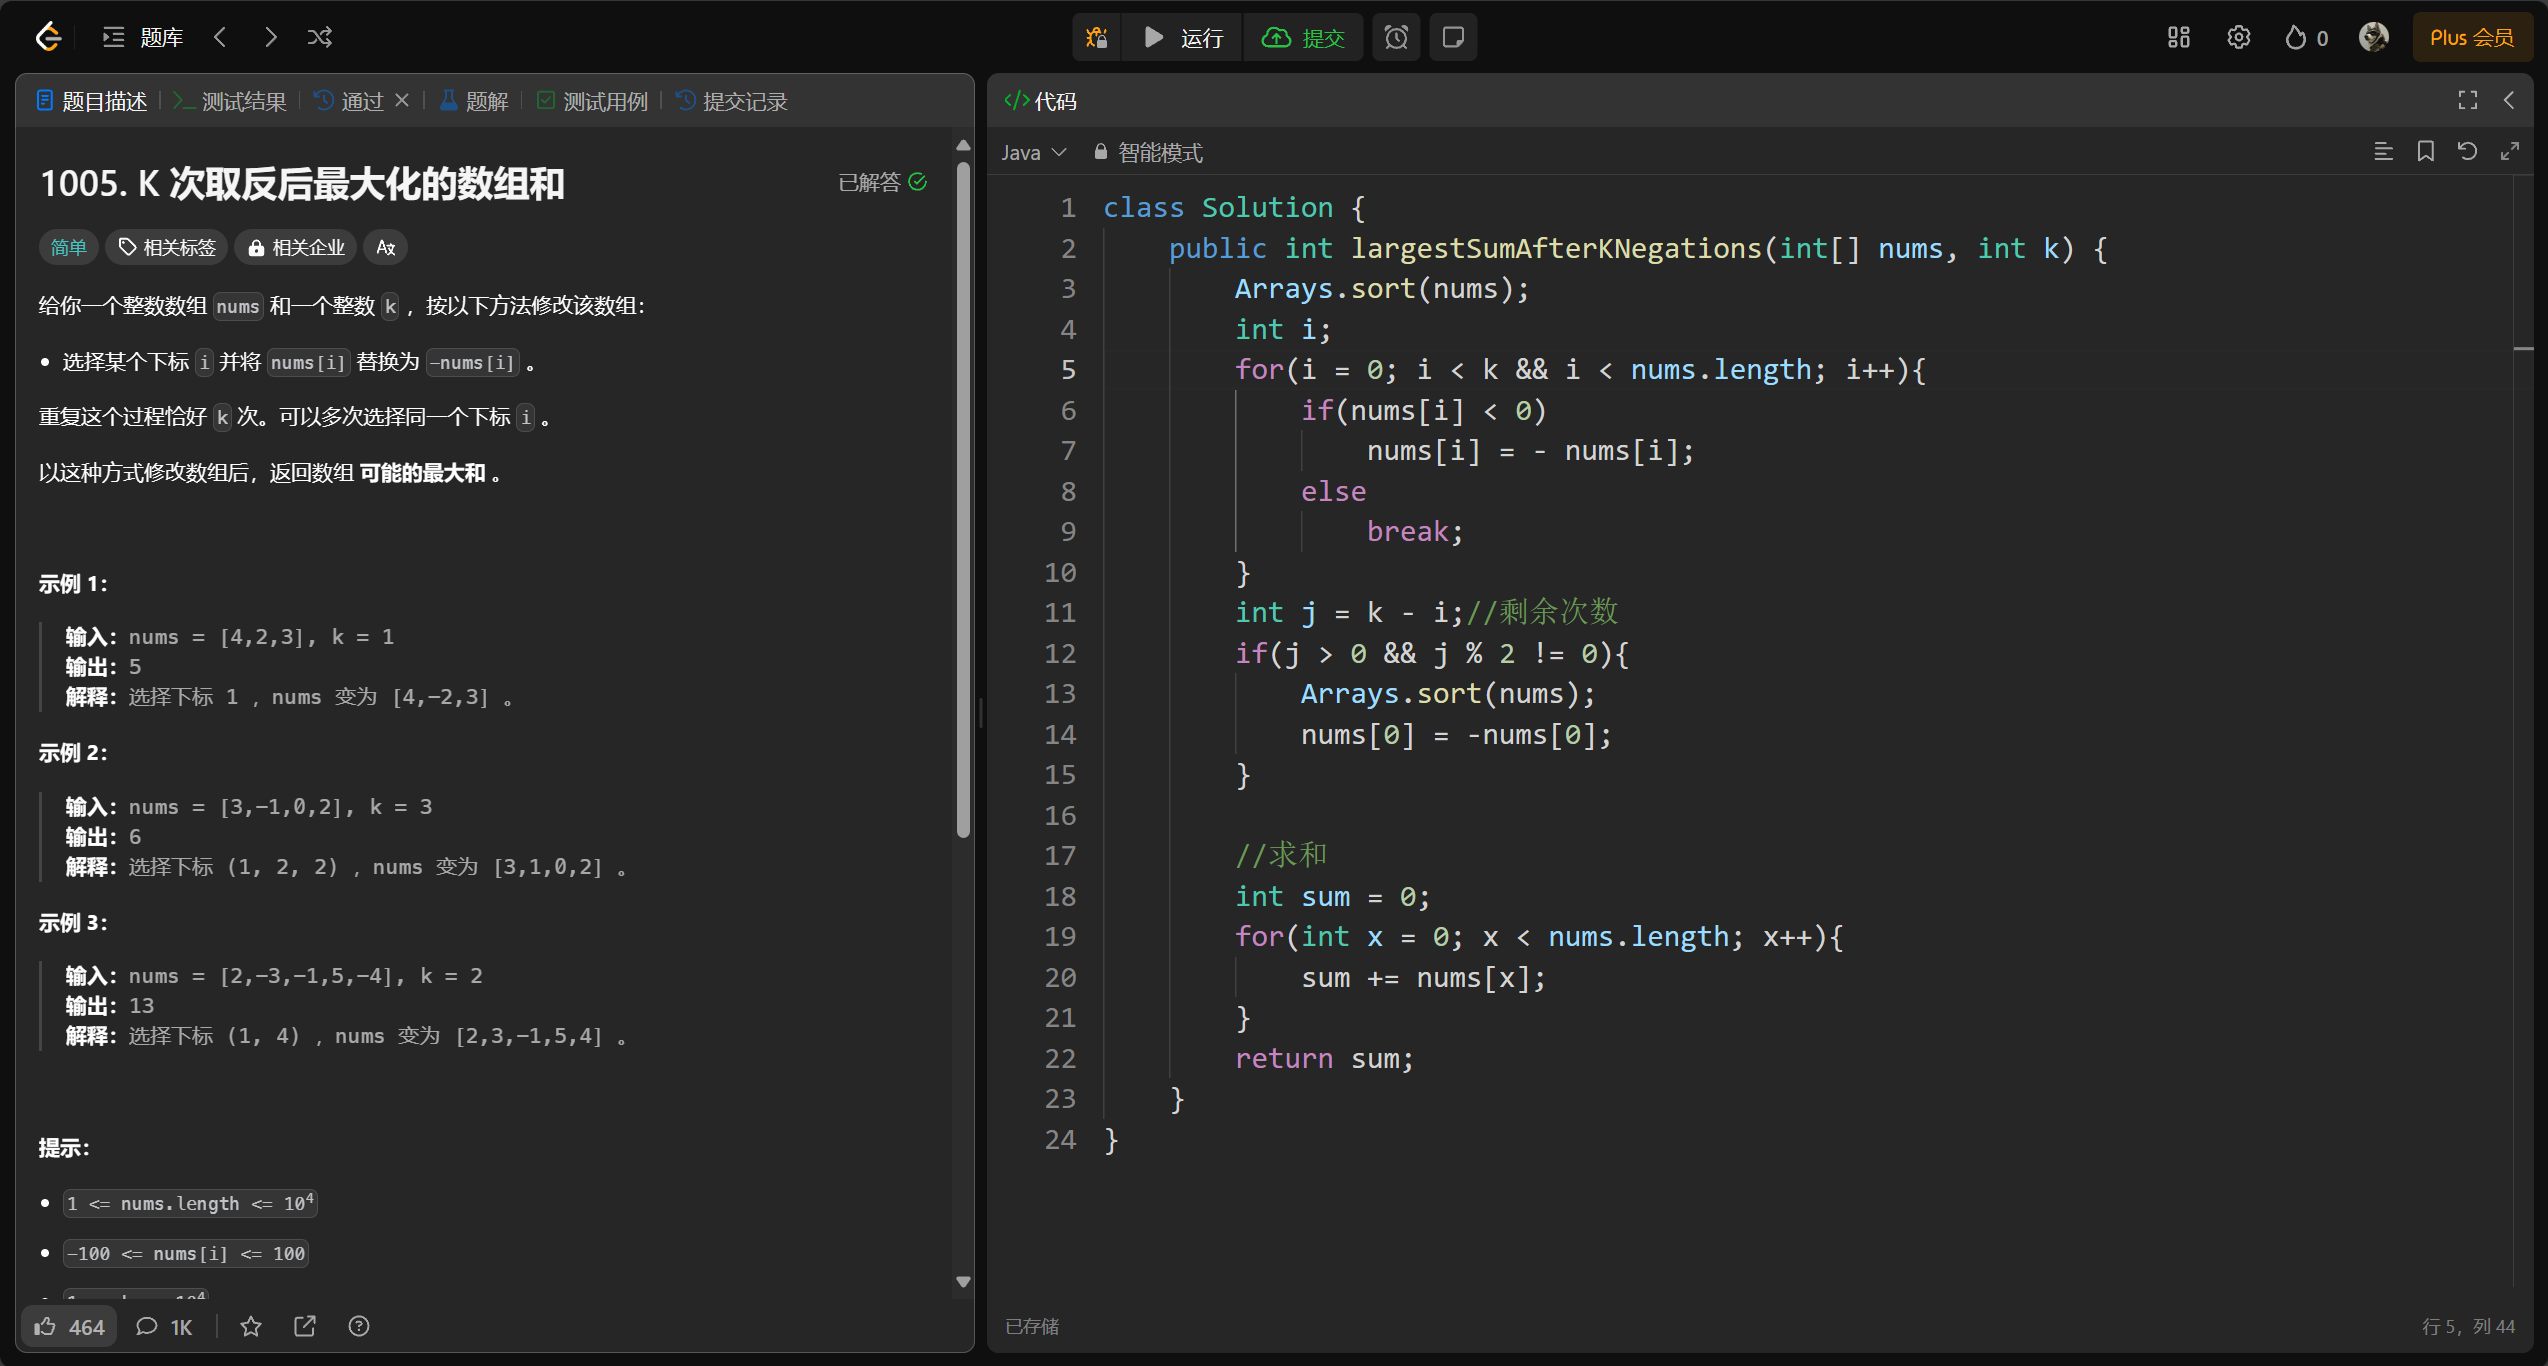 题库
运行
提交
0
Plus 会员
题目描述
测试结果
通过
题解
测试用例
提交记录
1005. K 次取反后最大化的数组和
已解答
简单
相关标签
相关企业
给你一个整数数组 nums 和一个整数 k ，按以下方法修改该数组：
• 选择某个下标 i 并将 nums[i] 替换为 -nums[i] 。
重复这个过程恰好 k 次。可以多次选择同一个下标 i 。
以这种方式修改数组后，返回数组 可能的最大和 。
示例 1：
输入：nums = [4,2,3], k = 1
输出：5
解释：选择下标 1 ，nums 变为 [4,-2,3] 。
示例 2：
输入：nums = [3,-1,0,2], k = 3
输出：6
解释：选择下标 (1, 2, 2) ，nums 变为 [3,1,0,2] 。
示例 3：
输入：nums = [2,-3,-1,5,-4], k = 2
输出：13
解释：选择下标 (1, 4) ，nums 变为 [2,3,-1,5,4] 。
提示：
• 1 <= nums.length <= 10⁴
• -100 <= nums[i] <= 100
464
1K
代码
Java
智能模式
1 class Solution {
2     public int largestSumAfterKNegations(int[] nums, int k) {
3         Arrays.sort(nums);
4         int i;
5         for(i = 0; i < k && i < nums.length; i++){
6             if(nums[i] < 0)
7                 nums[i] = - nums[i];
8             else
9                 break;
10         }
11         int j = k - i;//剩余次数
12         if(j > 0 && j % 2 != 0){
13             Arrays.sort(nums);
14             nums[0] = -nums[0];
15         }
16
17         //求和
18         int sum = 0;
19         for(int x = 0; x < nums.length; x++){
20             sum += nums[x];
21         }
22         return sum;
23     }
24 }
已存储
行 5，列 44